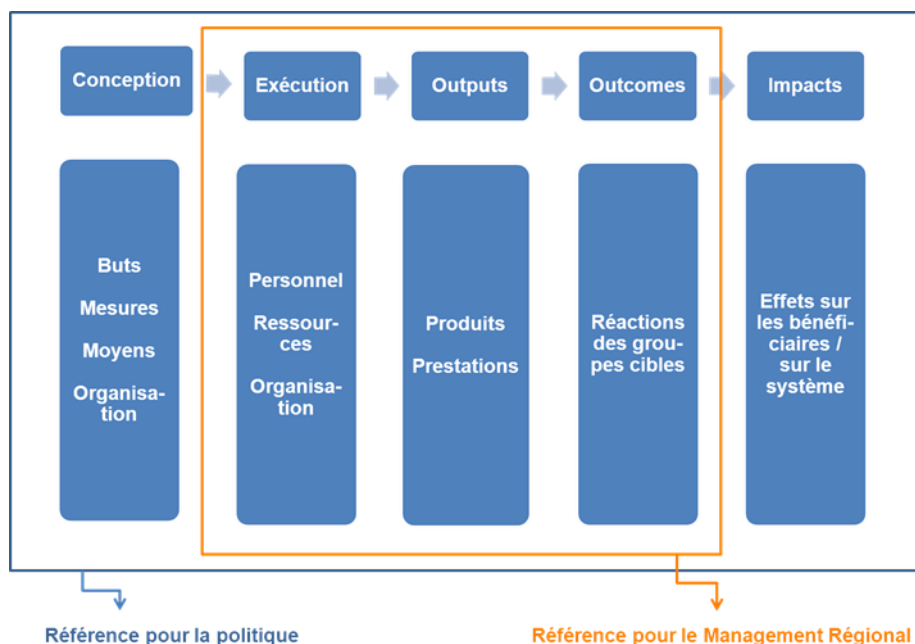 Conception
Exécution
Outputs
Outcomes
Impacts
Buts
Mesures
Moyens
Organisa-
tion
Personnel
Ressour-
ces
Organisa-
tion
Produits
Prestations
Réactions
des grou-
pes cibles
Effets sur
les bénéfi-
ciaires /
sur le
système
Référence pour la politique
Référence pour le Management Régional